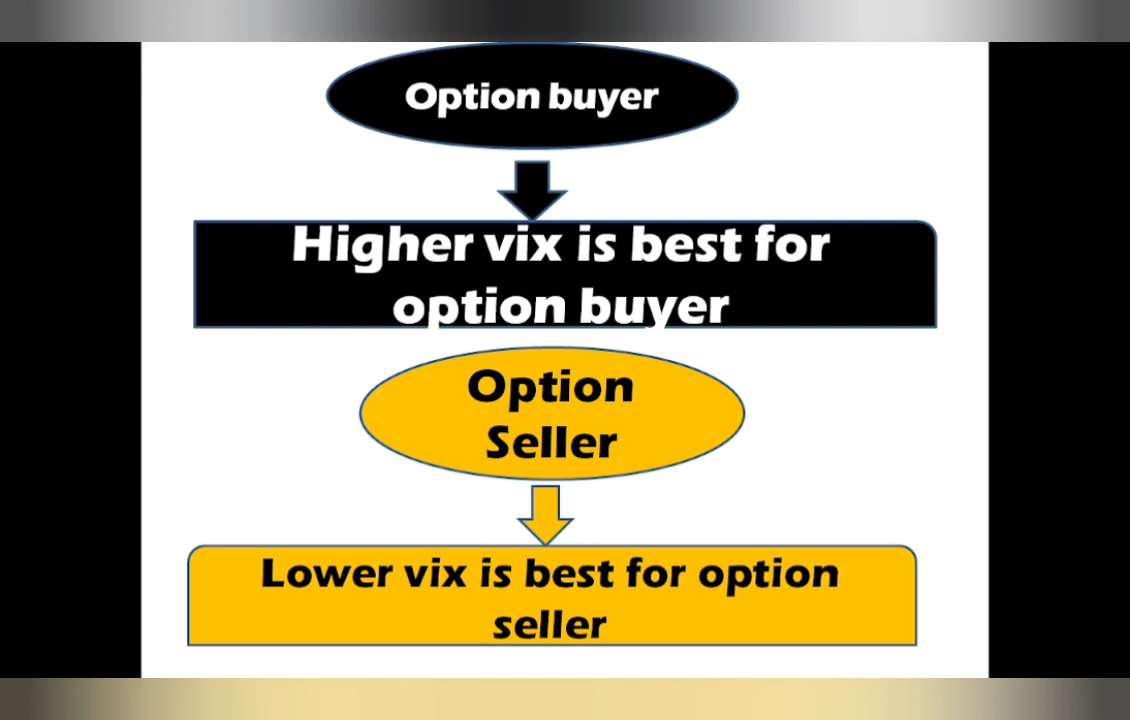 Option buyer
Higher vix is best for
option buyer
Option
Seller
Lower vix is best for option
seller